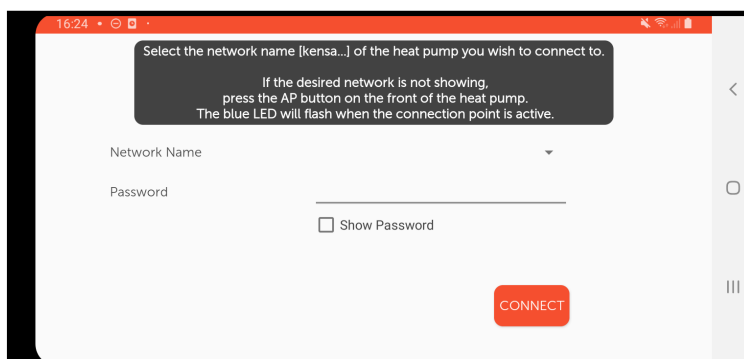 16:24
Select the network name [kensa...] of the heat pump you wish to connect to.
If the desired network is not showing,
press the AP button on the front of the heat pump.
The blue LED will flash when the connection point is active.
Network Name
Password
Show Password
CONNECT